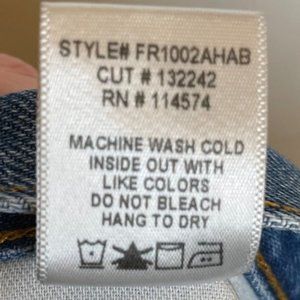 STYLE# FR1002AHAB
CUT # 132242
RN # 114574
MACHINE WASH COLD
INSIDE OUT WITH
LIKE COLORS
DO NOT BLEACH
HANG TO DRY